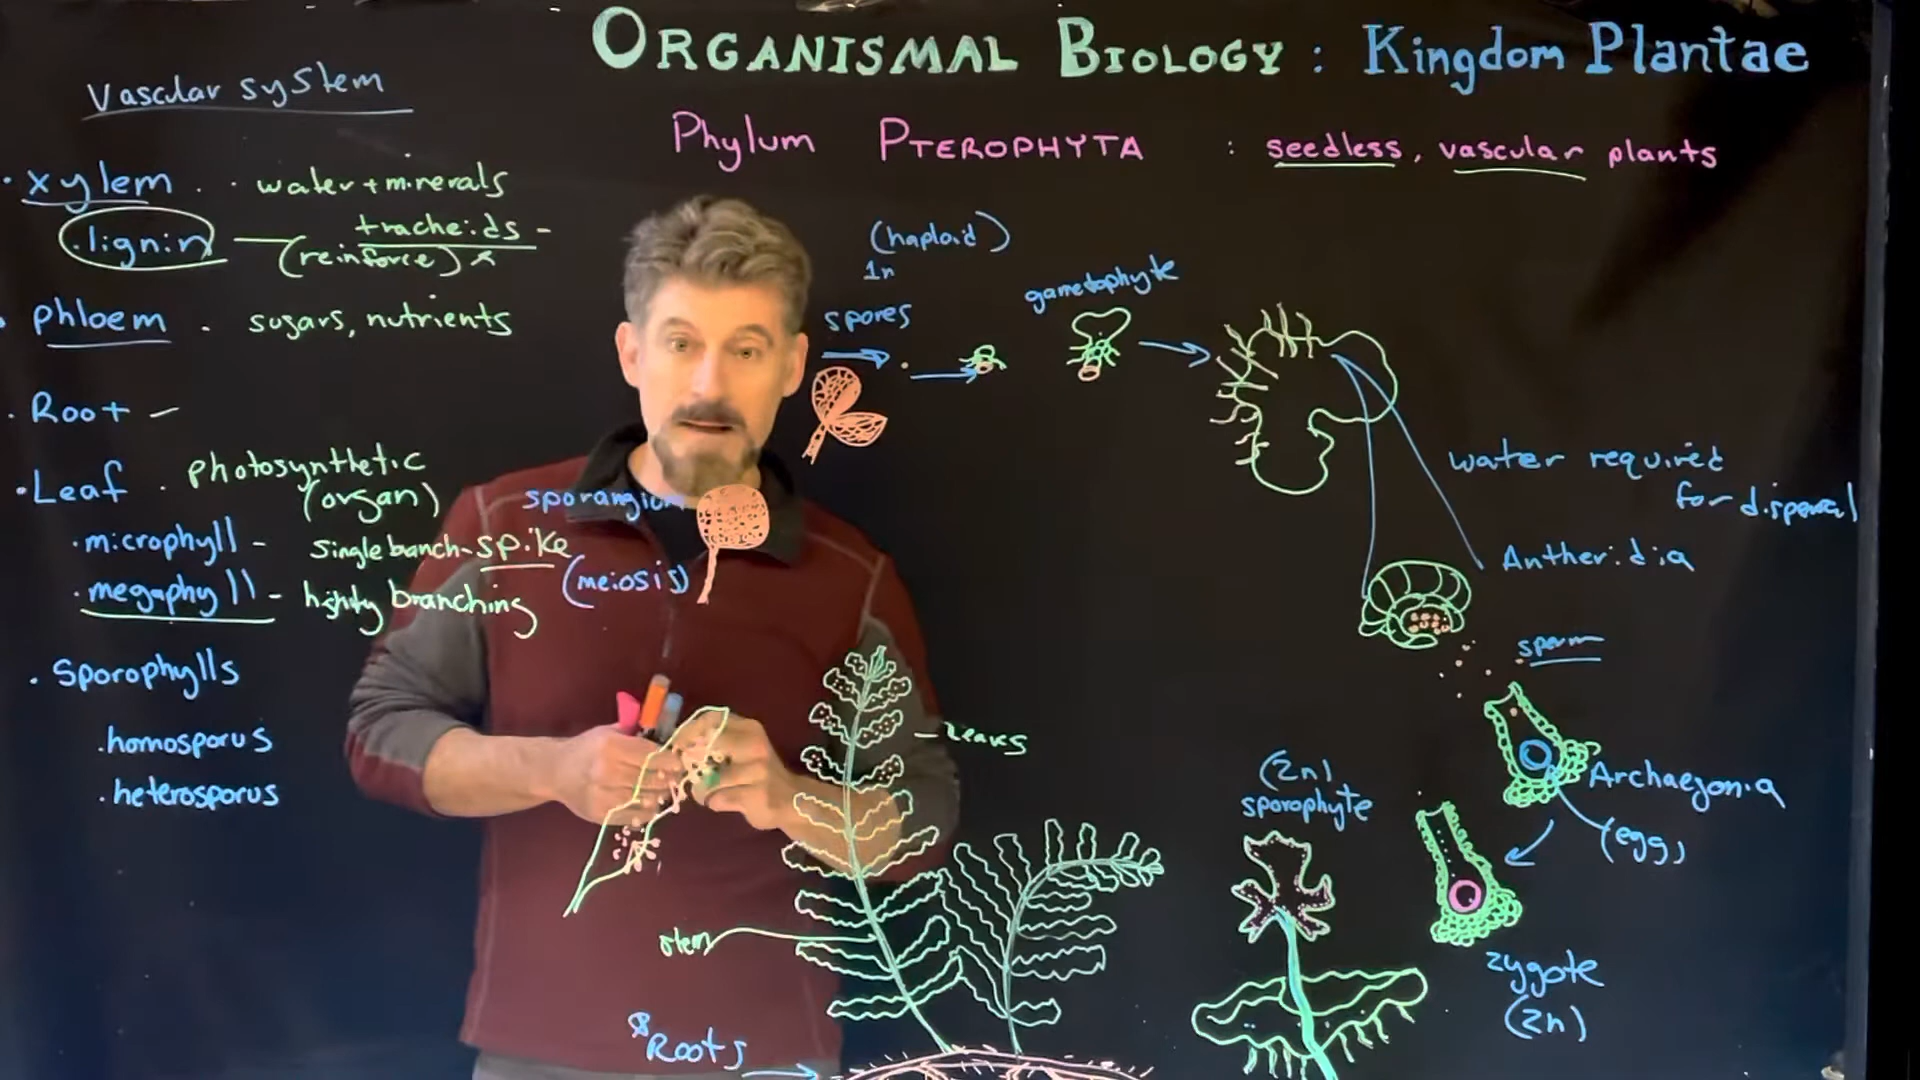 ORGANISMAL BIOLOGY : Kingdom Plantae
Phylum PTEROPHYTA : seedless, vascular plants
Vascular system
. xylem . . water + minerals
. lignin — tracheids -
(reinforce)
. phloem . sugars, nutrients
. Root —
. Leaf . photosynthetic
(organ)
. microphyll - single banch - spike
. megaphyll - highly branching
. Sporophylls
. homosporus
. heterosporus
(haploid)
1n
spores
gametophyte
sporangium
(meiosis)
water required
for dispersal
Antheridia
sperm
Archaegonia
(egg)
zygote
(2n)
(2n)
sporophyte
leaves
stem
Roots